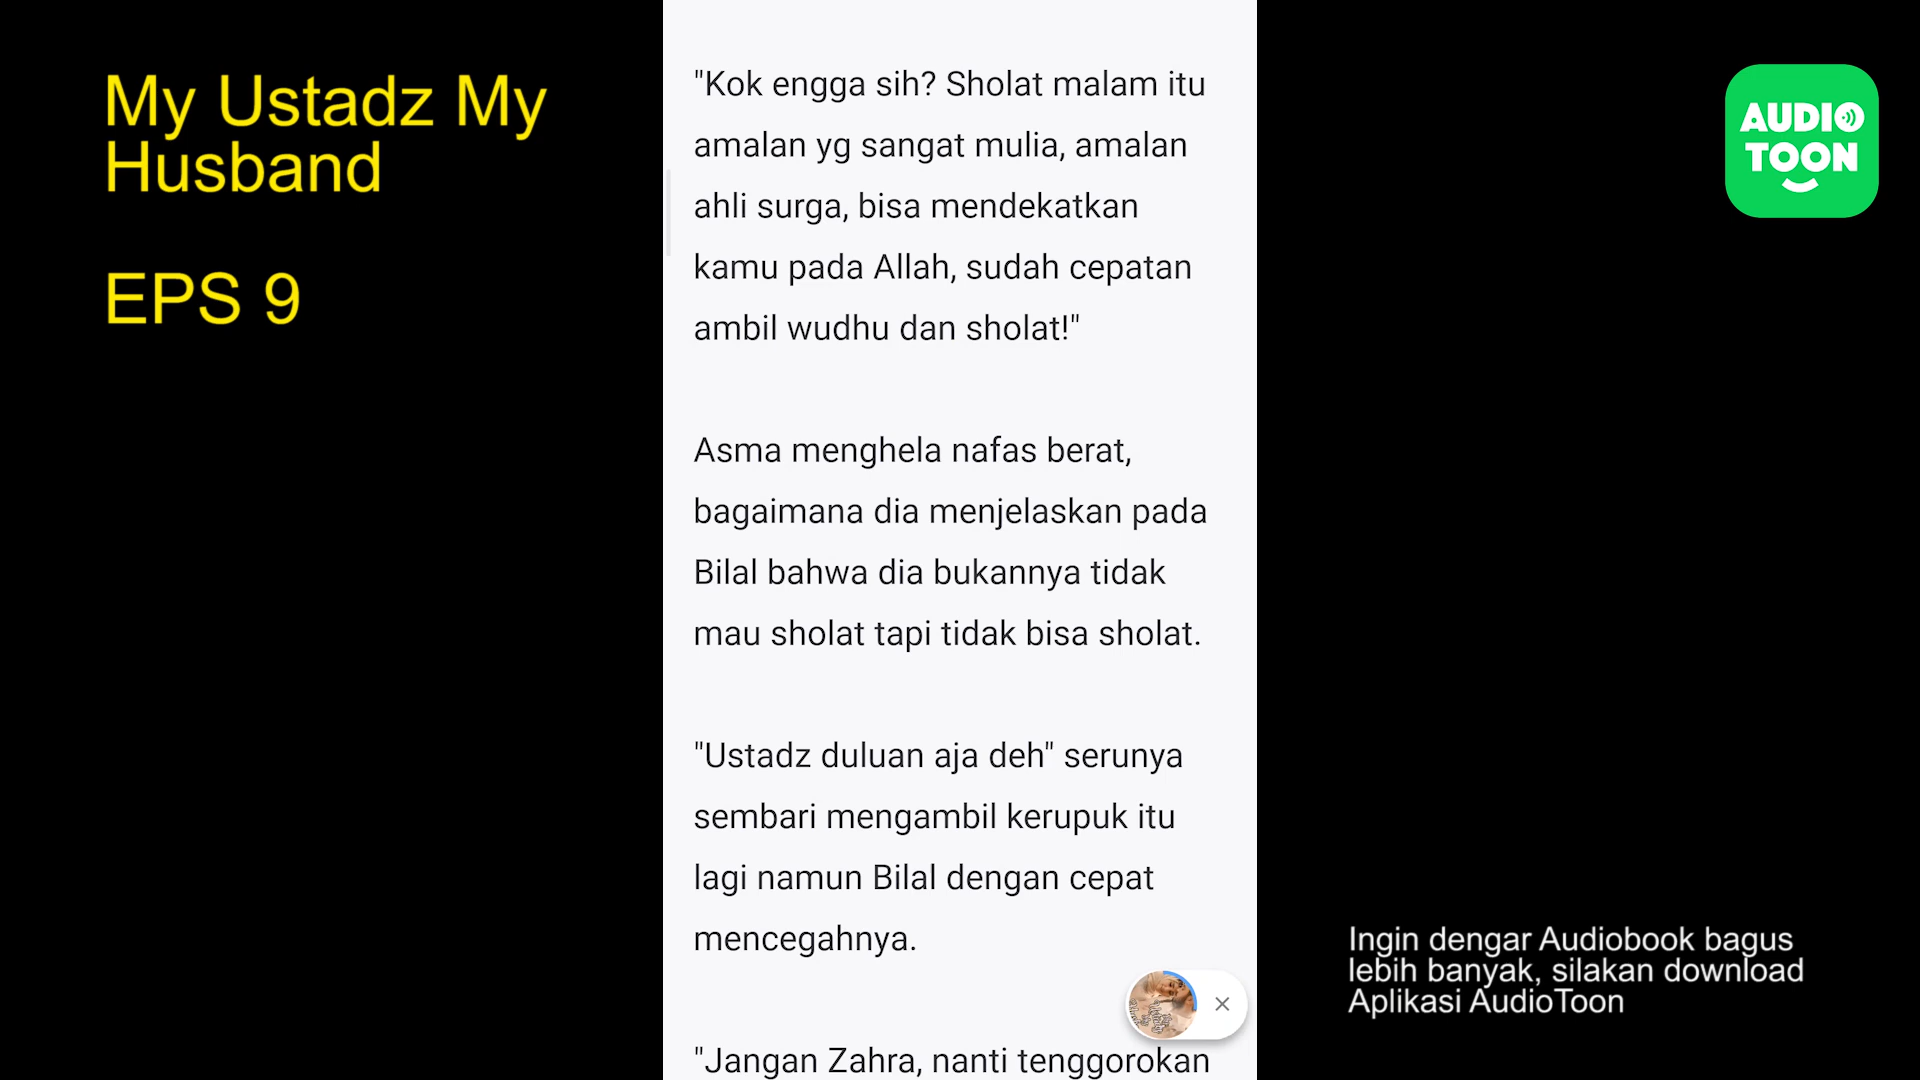 My Ustadz My
Husband
EPS 9
"Kok engga sih? Sholat malam itu
amalan yg sangat mulia, amalan
ahli surga, bisa mendekatkan
kamu pada Allah, sudah cepatan
ambil wudhu dan sholat!"
Asma menghela nafas berat,
bagaimana dia menjelaskan pada
Bilal bahwa dia bukannya tidak
mau sholat tapi tidak bisa sholat.
"Ustadz duluan aja deh" serunya
sembari mengambil kerupuk itu
lagi namun Bilal dengan cepat
mencegahnya.
"Jangan Zahra, nanti tenggorokan
AUDIO
TOON
Ingin dengar Audiobook bagus
lebih banyak, silakan download
Aplikasi AudioToon